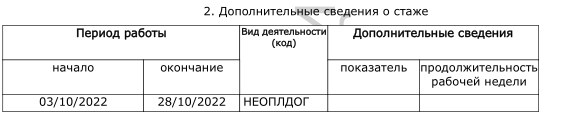 2. Дополнительные сведения о стаже
Период работы Вид деятельности (код) Дополнительные сведения
начало окончание показатель продолжительность рабочей недели
03/10/2022 28/10/2022 НЕОПЛДОГ